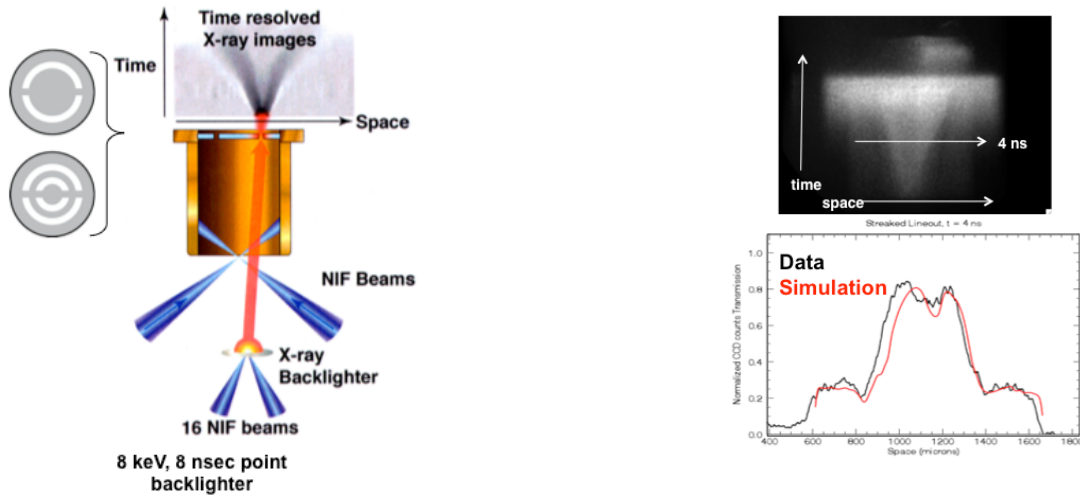 Time resolved
X-ray images
Time
Space
NIF Beams
X-ray
Backlighter
16 NIF beams
8 keV, 8 nsec point
backlighter
4 ns
time
space
Streaked Lineout, t = 4 ns
Data
Simulation
Normalized CCD counts Transmission
1.0
0.8
0.6
0.4
0.2
0.0
400 600 800 1000 1200 1400 1600 1800
Space (microns)